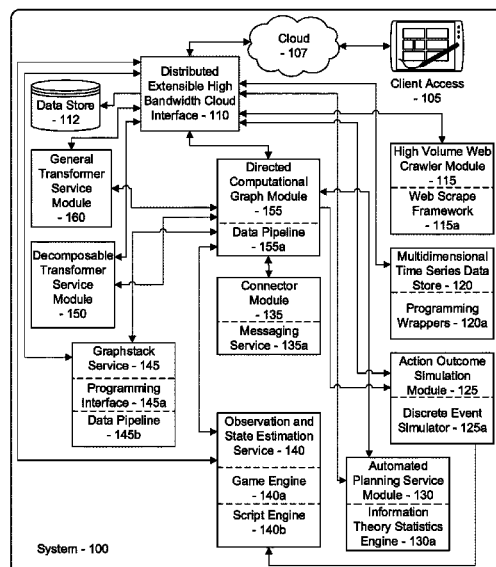 Cloud
- 107
Client Access
- 105
Distributed
Extensible High
Bandwidth Cloud
Interface - 110
Data Store
- 112
General
Transformer
Service Module
- 160
Directed
Computational
Graph Module
- 155
Data Pipeline
- 155a
High Volume Web
Crawler Module
- 115
Web Scrape
Framework
- 115a
Decomposable
Transformer
Service Module
- 150
Connector
Module
- 135
Messaging
Service - 135a
Multidimensional
Time Series Data
Store - 120
Programming
Wrappers - 120a
Graphstack
Service - 145
Programming
Interface - 145a
Data Pipeline
- 145b
Action Outcome
Simulation
Module - 125
Discrete Event
Simulator - 125a
Observation and
State Estimation
Service - 140
Game Engine
- 140a
Script Engine
- 140b
Automated
Planning Service
Module - 130
Information
Theory Statistics
Engine - 130a
System - 100